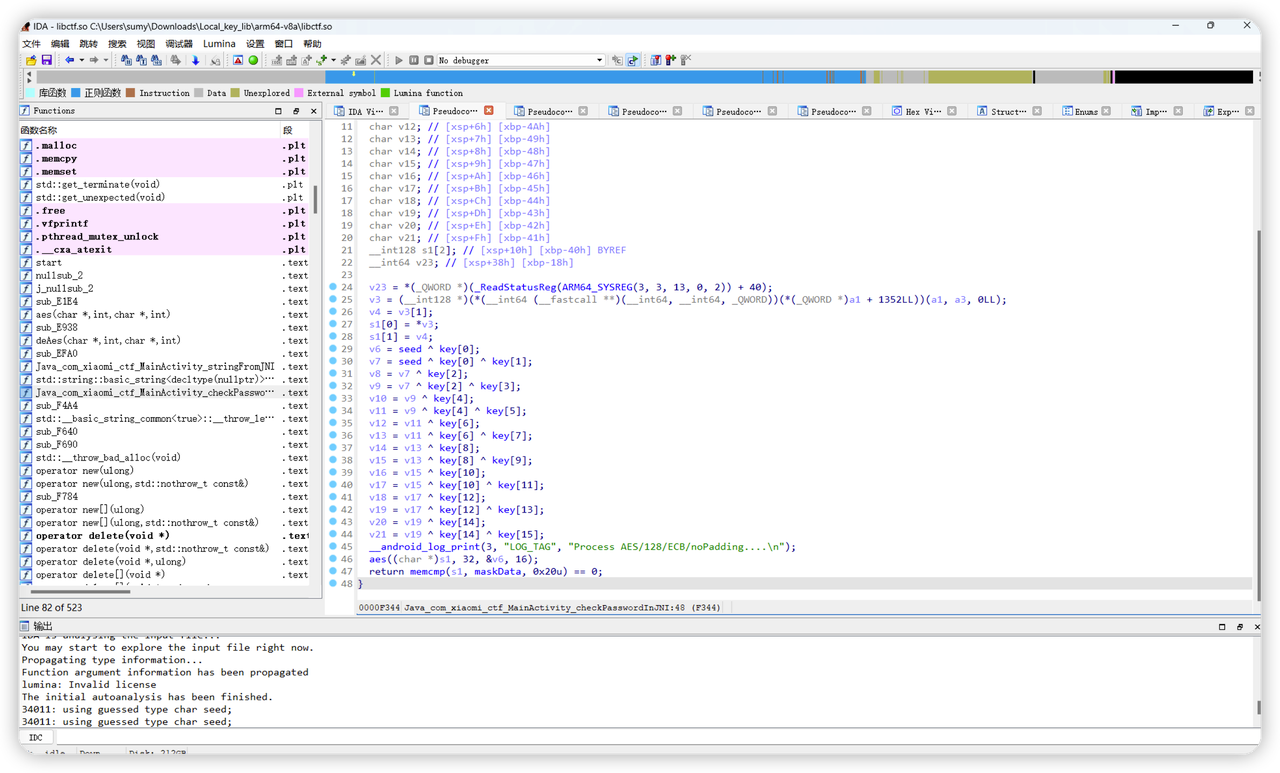 IDA - libctf.so C:\Users\sumy\Downloads\Local_key_lib\arm64-v8a\libctf.so
文件 编辑 跳转 搜索 视图 调试器 Lumina 设置 窗口 帮助
No debugger
库函数 正则函数 Instruction Data Unexplored External symbol Lumina function
Functions
IDA Vi··· Pseudoco··· Pseudoco··· Pseudoco··· Pseudoco··· Pseudoco··· Hex Vi··· Struct··· Enums Imp··· Exp···
函数名称 段
.malloc .plt
.memcpy .plt
.memset .plt
std::get_terminate(void) .plt
std::get_unexpected(void) .plt
.free .plt
.vfprintf .plt
.pthread_mutex_unlock .plt
.__cxa_atexit .plt
start .text
nullsub_2 .text
j_nullsub_2 .text
sub_E1E4 .text
aes(char *,int,char *,int) .text
sub_E938 .text
deAes(char *,int,char *,int) .text
sub_EFA0 .text
Java_com_xiaomi_ctf_MainActivity_stringFromJNI .text
std::string::basic_string<decltype(nullptr)>··· .text
Java_com_xiaomi_ctf_MainActivity_checkPasswo··· .text
sub_F4A4 .text
std::__basic_string_common<true>::__throw_le··· .text
sub_F640 .text
sub_F690 .text
std::__throw_bad_alloc(void) .text
operator new(ulong) .text
operator new(ulong,std::nothrow_t const&) .text
sub_F784 .text
operator new[](ulong) .text
operator new[](ulong,std::nothrow_t const&) .text
operator delete(void *) .text
operator delete(void *,std::nothrow_t const&) .text
operator delete(void *,ulong) .text
operator delete[](void *) .text
Line 82 of 523
11 char v12; // [xsp+6h] [xbp-4Ah]
12 char v13; // [xsp+7h] [xbp-49h]
13 char v14; // [xsp+8h] [xbp-48h]
14 char v15; // [xsp+9h] [xbp-47h]
15 char v16; // [xsp+Ah] [xbp-46h]
16 char v17; // [xsp+Bh] [xbp-45h]
17 char v18; // [xsp+Ch] [xbp-44h]
18 char v19; // [xsp+Dh] [xbp-43h]
19 char v20; // [xsp+Eh] [xbp-42h]
20 char v21; // [xsp+Fh] [xbp-41h]
21 __int128 s1[2]; // [xsp+10h] [xbp-40h] BYREF
22 __int64 v23; // [xsp+38h] [xbp-18h]
23
24 v23 = *(_QWORD *)(_ReadStatusReg(ARM64_SYSREG(3, 3, 13, 0, 2)) + 40);
25 v3 = (__int128 *)(*(__int64 (__fastcall **)(__int64, __int64, _QWORD))(*(_QWORD *)a1 + 1352LL))(a1, a3, 0LL);
26 v4 = v3[1];
27 s1[0] = *v3;
28 s1[1] = v4;
29 v6 = seed ^ key[0];
30 v7 = seed ^ key[0] ^ key[1];
31 v8 = v7 ^ key[2];
32 v9 = v7 ^ key[2] ^ key[3];
33 v10 = v9 ^ key[4];
34 v11 = v9 ^ key[4] ^ key[5];
35 v12 = v11 ^ key[6];
36 v13 = v11 ^ key[6] ^ key[7];
37 v14 = v13 ^ key[8];
38 v15 = v13 ^ key[8] ^ key[9];
39 v16 = v15 ^ key[10];
40 v17 = v15 ^ key[10] ^ key[11];
41 v18 = v17 ^ key[12];
42 v19 = v17 ^ key[12] ^ key[13];
43 v20 = v19 ^ key[14];
44 v21 = v19 ^ key[14] ^ key[15];
45 __android_log_print(3, "LOG_TAG", "Process AES/128/ECB/noPadding....\n");
46 aes((char *)s1, 32, &v6, 16);
47 return memcmp(s1, maskData, 0x20u) == 0;
48 }
0000F344 Java_com_xiaomi_ctf_MainActivity_checkPasswordInJNI:48 (F344)
输出
IDA is analysing the input file...
You may start to explore the input file right now.
Propagating type information...
Function argument information has been propagated
lumina: Invalid license
The initial autoanalysis has been finished.
34011: using guessed type char seed;
34011: using guessed type char seed;
IDC
idle Down Disk: 212GB